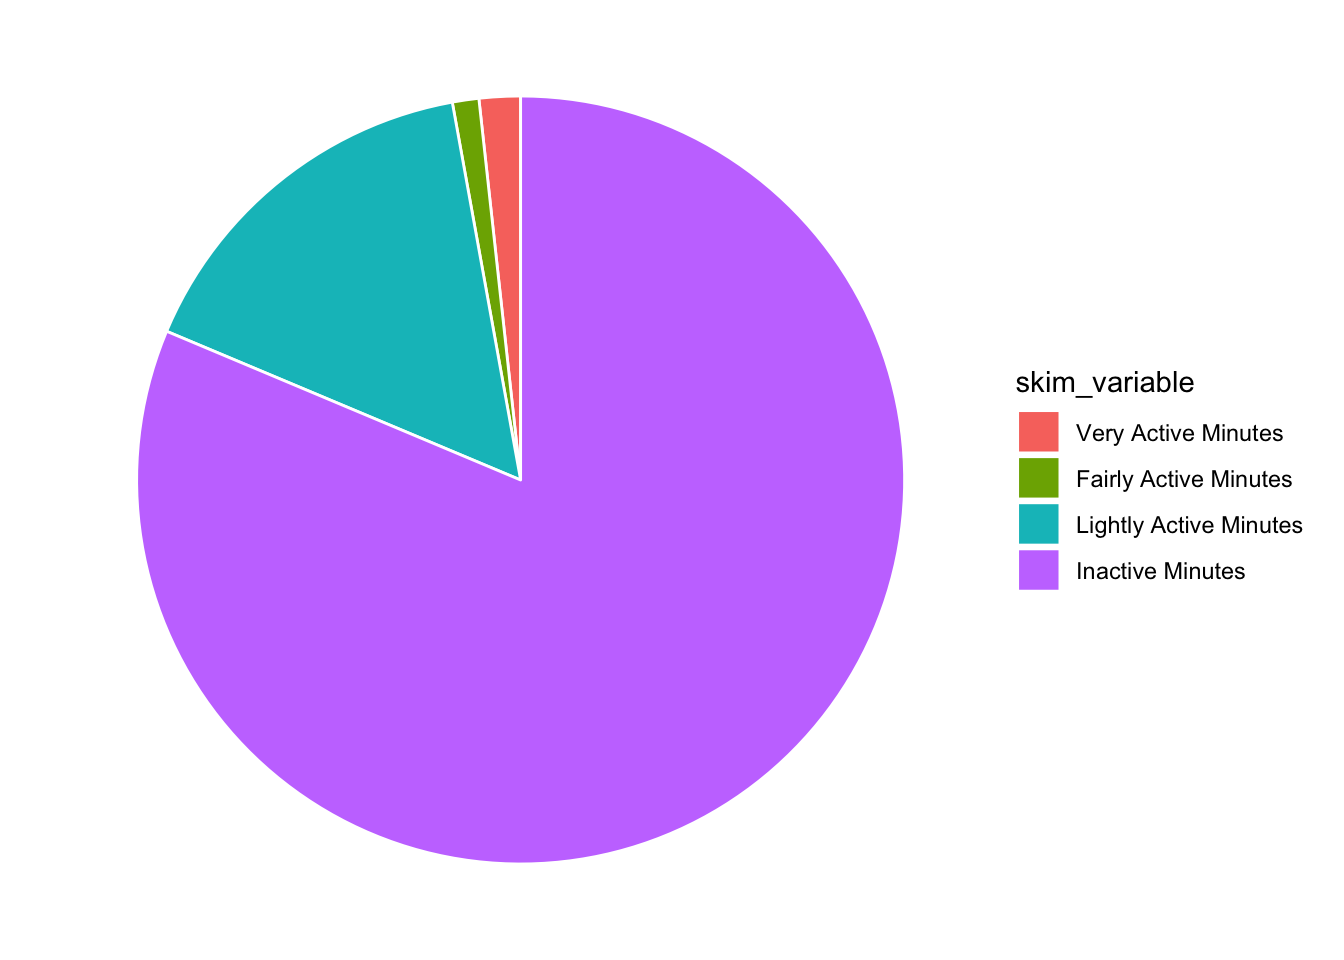 skim_variable
Very Active Minutes
Fairly Active Minutes
Lightly Active Minutes
Inactive Minutes